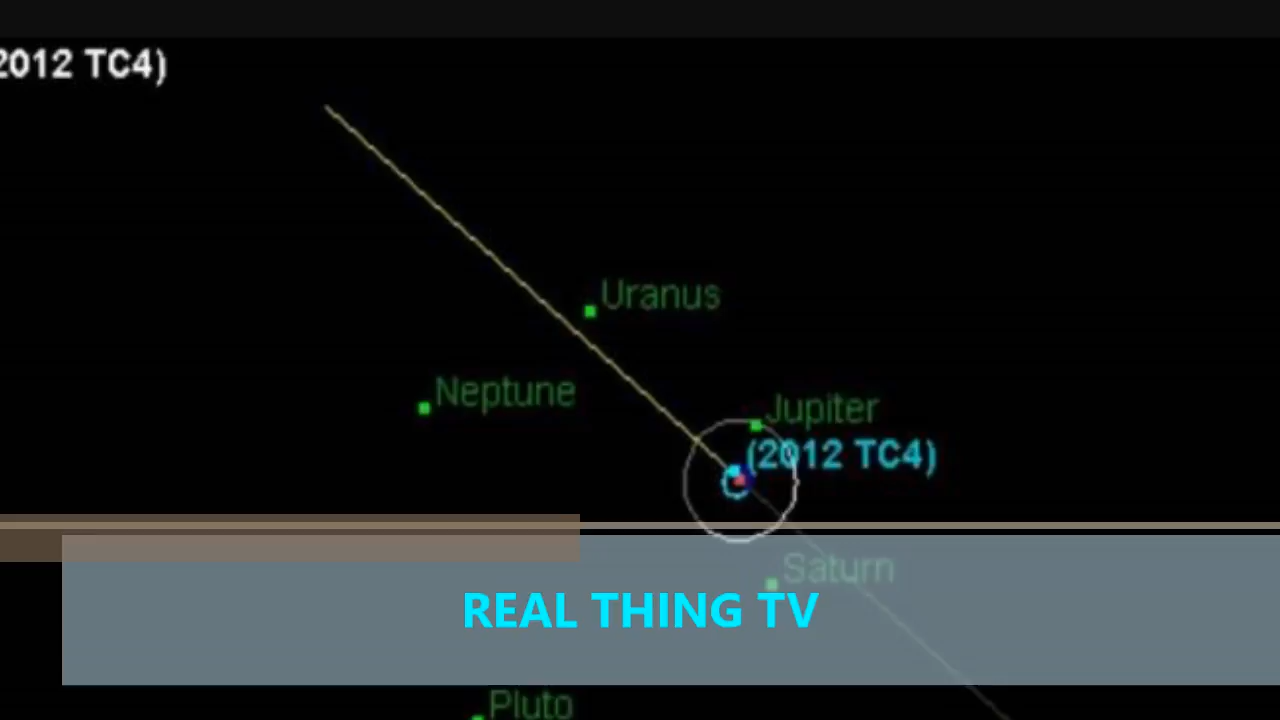 2012 TC4)
Uranus
Neptune
Jupiter
(2012 TC4)
Saturn
REAL THING TV
Pluto